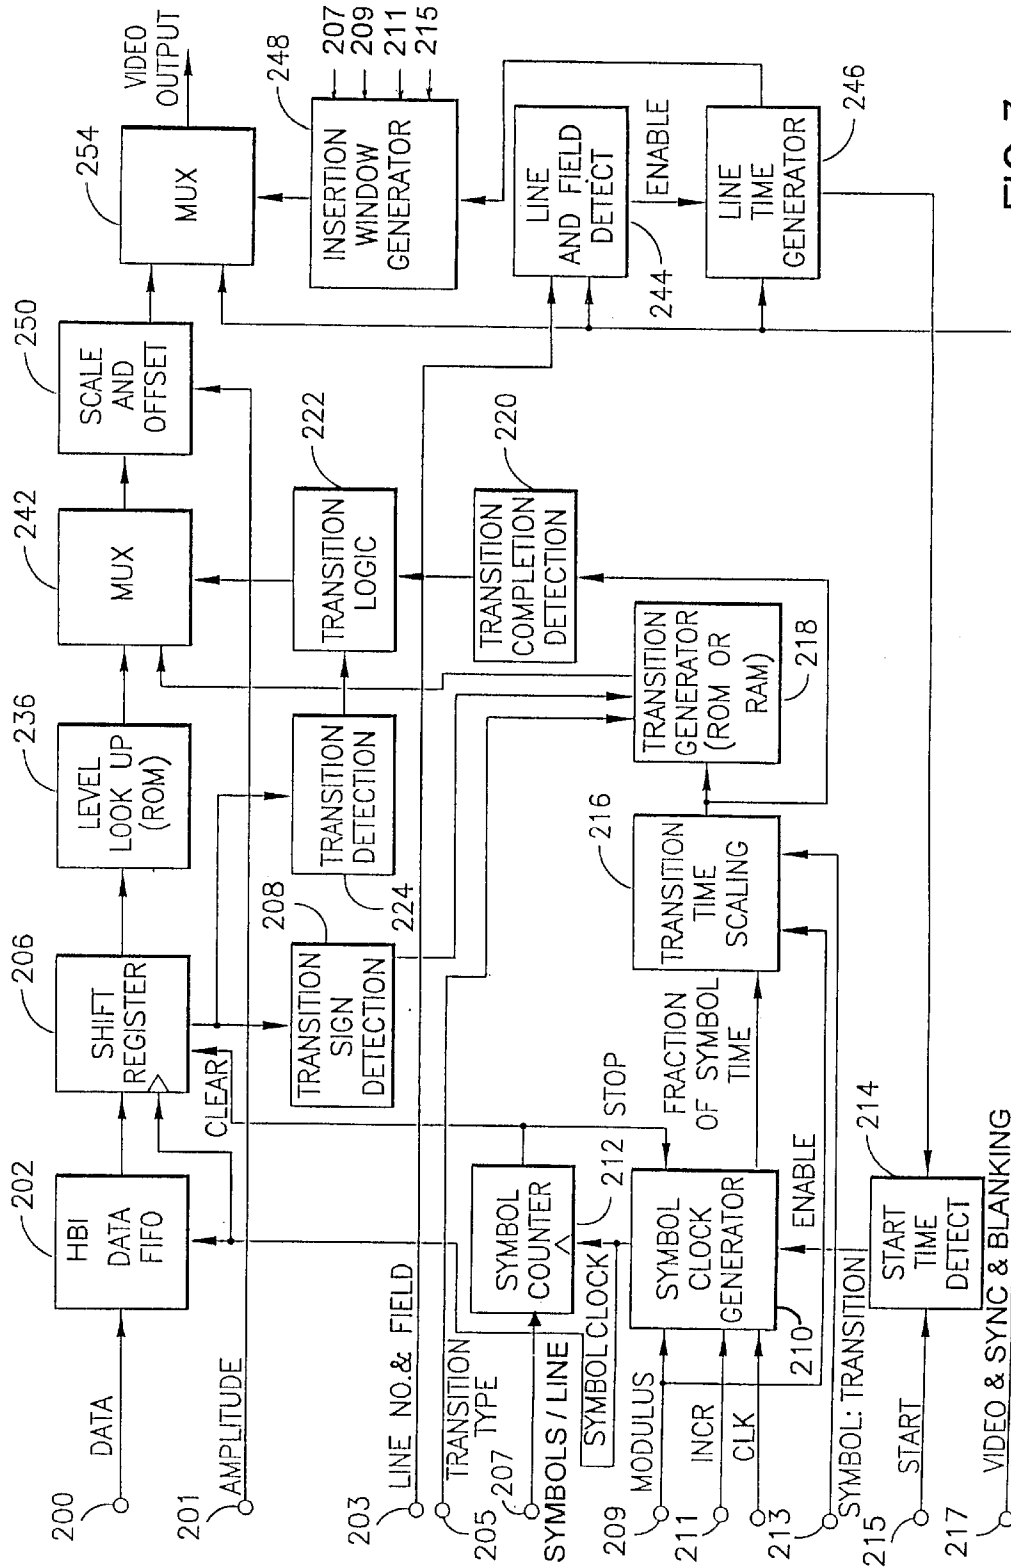 200
DATA
202
HBI
DATA
FIFO
206
SHIFT
REGISTER
CLEAR
236
LEVEL
LOOK UP
(ROM)
242
MUX
250
SCALE
AND
OFFSET
254
MUX
VIDEO
OUTPUT
201
AMPLITUDE
208
TRANSITION
SIGN
DETECTION
224
TRANSITION
DETECTION
222
TRANSITION
LOGIC
248
INSERTION
WINDOW
GENERATOR
207
209
211
215
203
LINE NO.& FIELD
205
TRANSITION
TYPE
207
SYMBOLS / LINE
SYMBOL
COUNTER
212
STOP
SYMBOL CLOCK
220
TRANSITION
COMPLETION
DETECTION
LINE
AND FIELD
DETECT
244
ENABLE
209
MODULUS
211
INCR
CLK
213
SYMBOL: TRANSITION
SYMBOL
CLOCK
GENERATOR
210
FRACTION
OF SYMBOL
TIME
ENABLE
216
TRANSITION
TIME
SCALING
TRANSITION
GENERATOR
(ROM OR
RAM)
218
LINE
TIME
GENERATOR
246
215
START
214
START
TIME
DETECT
217
VIDEO & SYNC & BLANKING